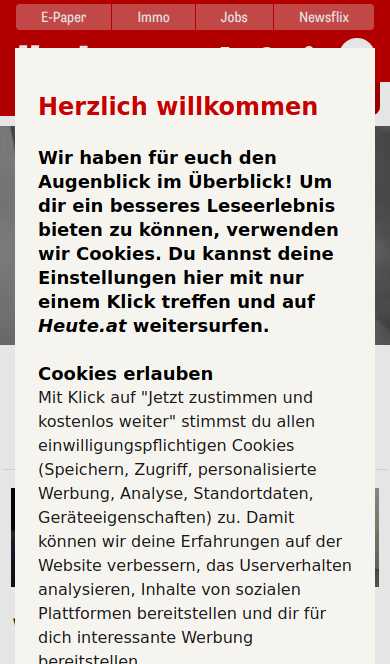 E-Paper
Immo
Jobs
Newsflix
Herzlich willkommen
Wir haben für euch den
Augenblick im Überblick! Um
dir ein besseres Leseerlebnis
bieten zu können, verwenden
wir Cookies. Du kannst deine
Einstellungen hier mit nur
einem Klick treffen und auf
Heute.at weitersurfen.
Cookies erlauben
Mit Klick auf "Jetzt zustimmen und
kostenlos weiter" stimmst du allen
einwilligungspflichtigen Cookies
(Speichern, Zugriff, personalisierte
Werbung, Analyse, Standortdaten,
Geräteeigenschaften) zu. Damit
können wir deine Erfahrungen auf der
Website verbessern, das Userverhalten
analysieren, Inhalte von sozialen
Plattformen bereitstellen und dir für
dich interessante Werbung
bereitstellen